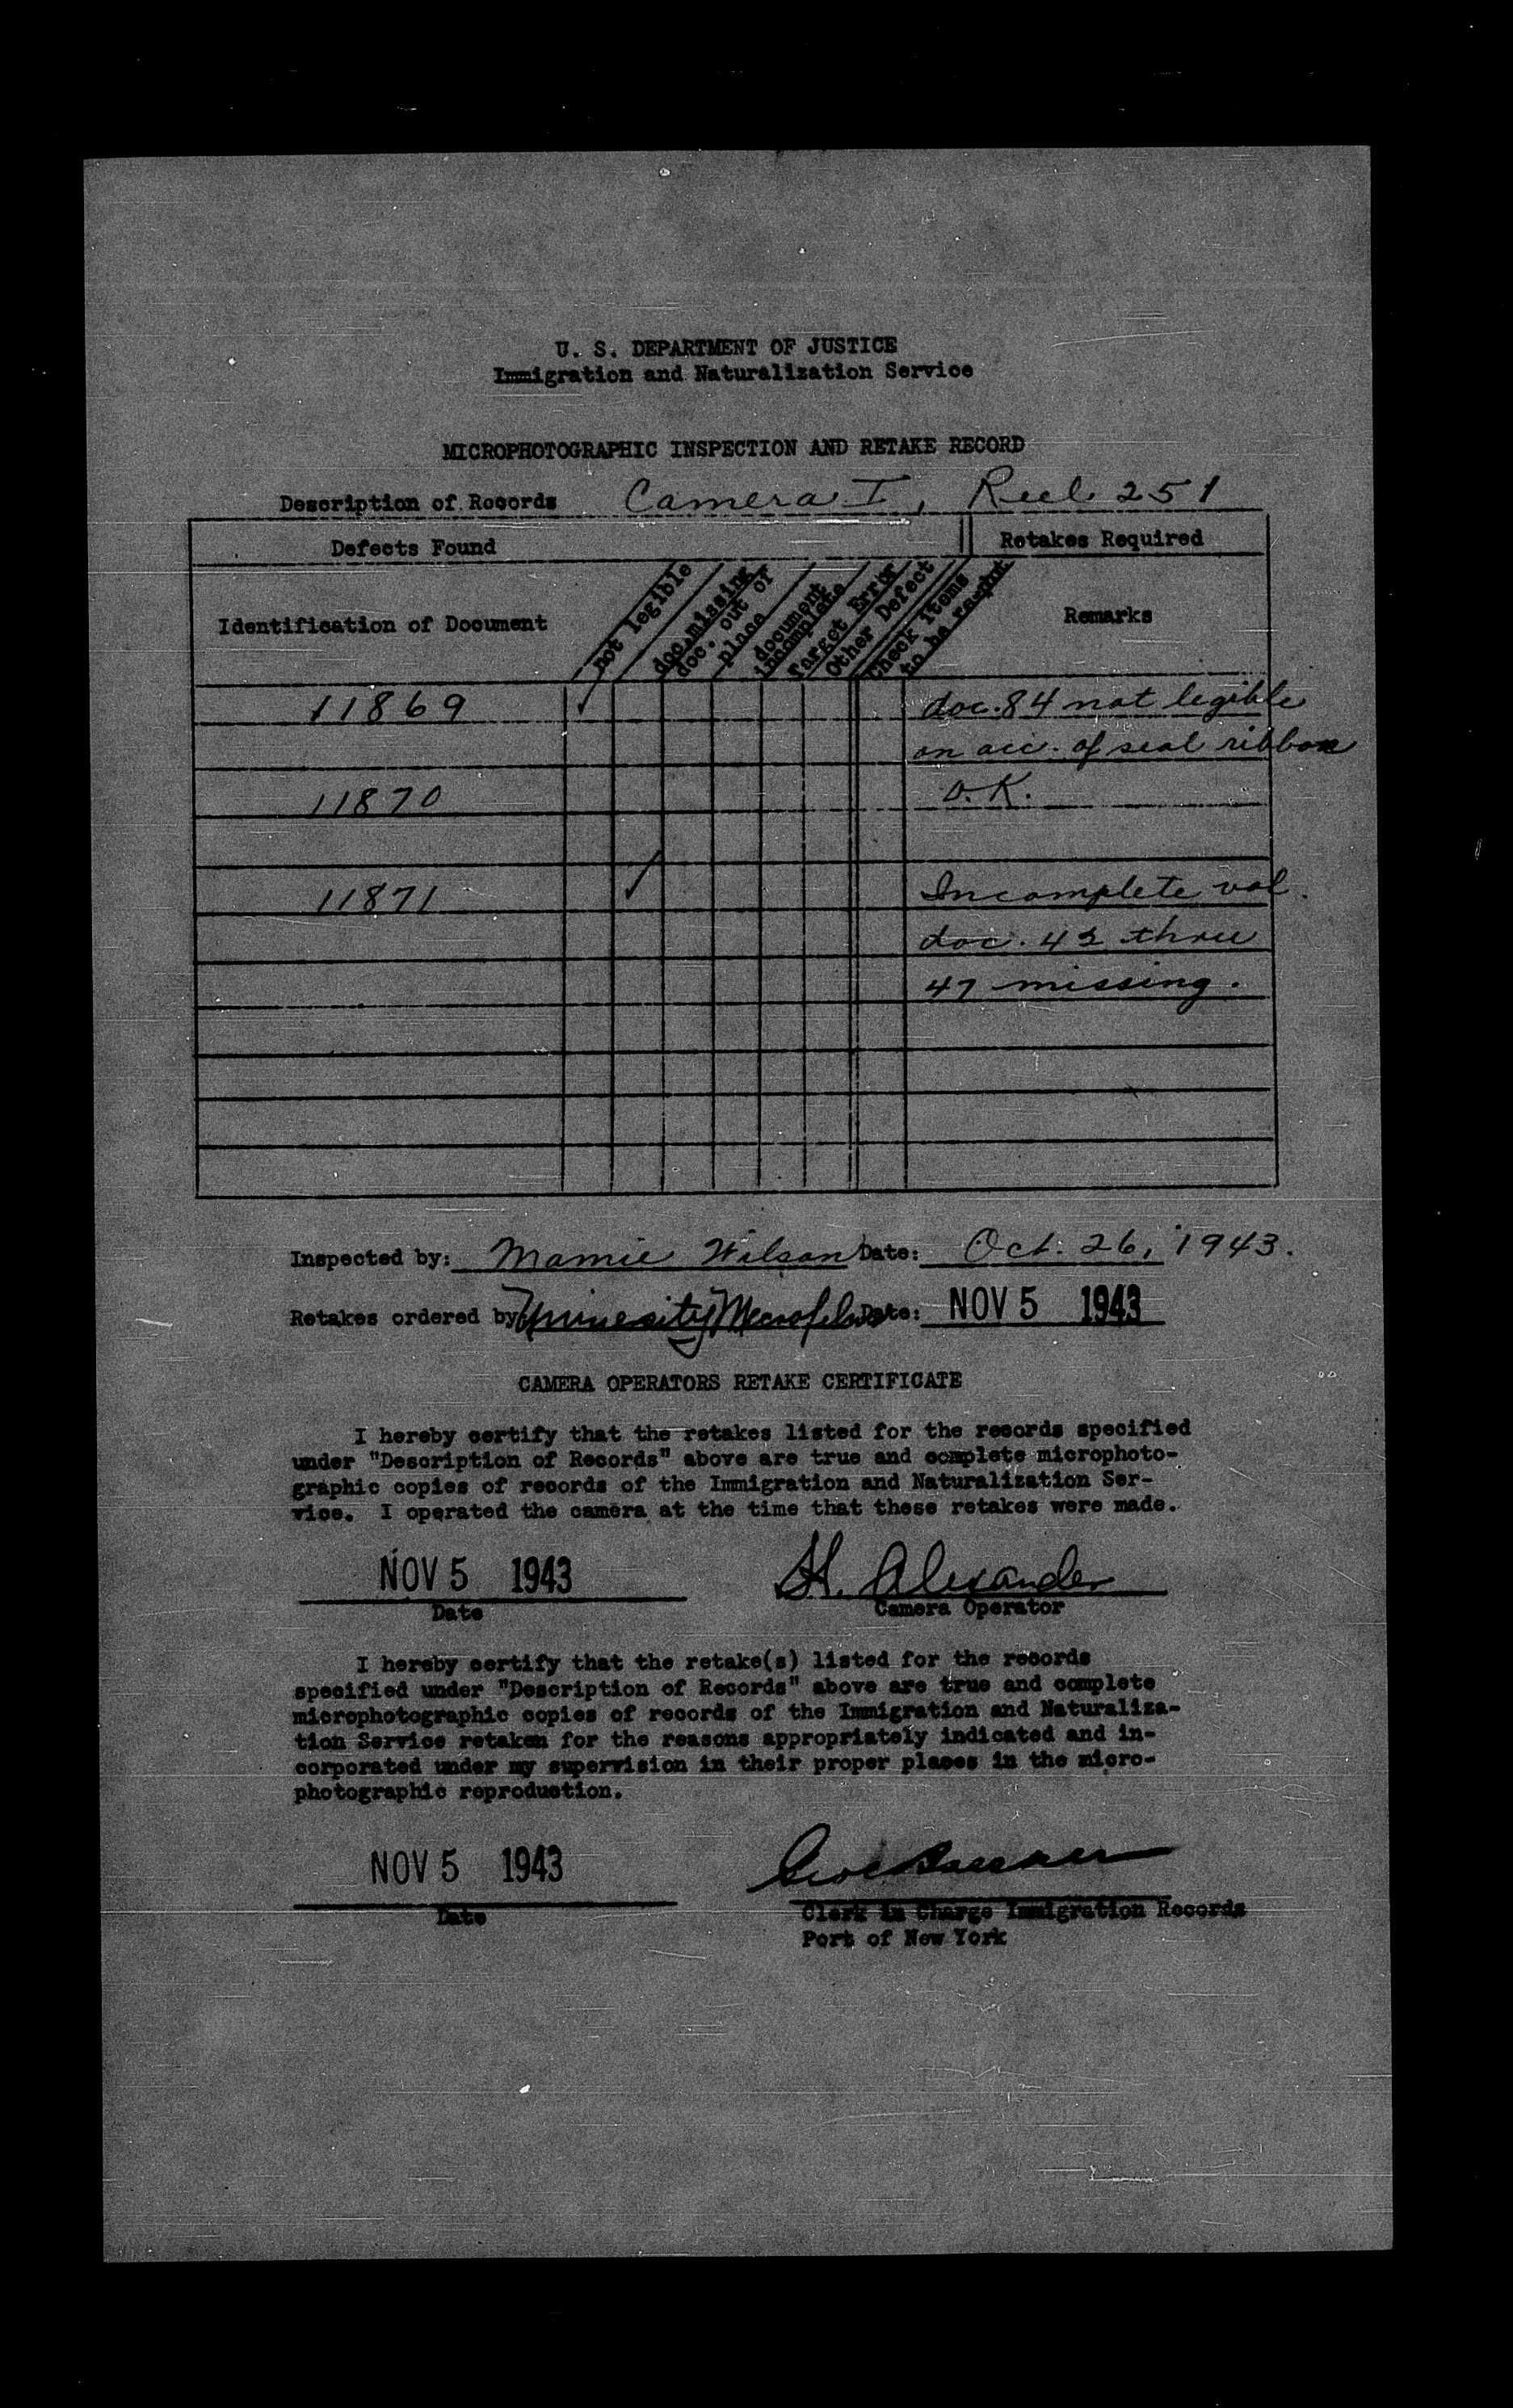 U. S. DEPARTMENT OF JUSTICE
Immigration and Naturalization Service
MICROPHOTOGRAPHIC INSPECTION AND RETAKE RECORD
Description of Records Camera I, Reel 251
Defects Found Retakes Required
Identification of Document not legible doc. missing doc. out of place document incomplete Target Error Other Defect Check items to be re-phot Remarks
11869 ✓ doc. 84 not legible
on acc. of seal ribbon
11870 O.K.
11871 ✓ Incomplete vol.
doc. 42 thru
47 missing.
Inspected by: Mamie Wilson Date: Oct. 26, 1943.
Retakes ordered by University Microfilms Date: NOV 5 1943
CAMERA OPERATORS RETAKE CERTIFICATE
I hereby certify that the retakes listed for the records specified
under "Description of Records" above are true and complete microphoto-
graphic copies of records of the Immigration and Naturalization Ser-
vice. I operated the camera at the time that these retakes were made.
NOV 5 1943 H. Alexander
Date Camera Operator
I hereby certify that the retake(s) listed for the records
specified under "Description of Records" above are true and complete
microphotographic copies of records of the Immigration and Naturaliza-
tion Service retaken for the reasons appropriately indicated and in-
corporated under my supervision in their proper places in the micro-
photographic reproduction.
NOV 5 1943
Date Clerk in Charge Immigration Records
Port of New York